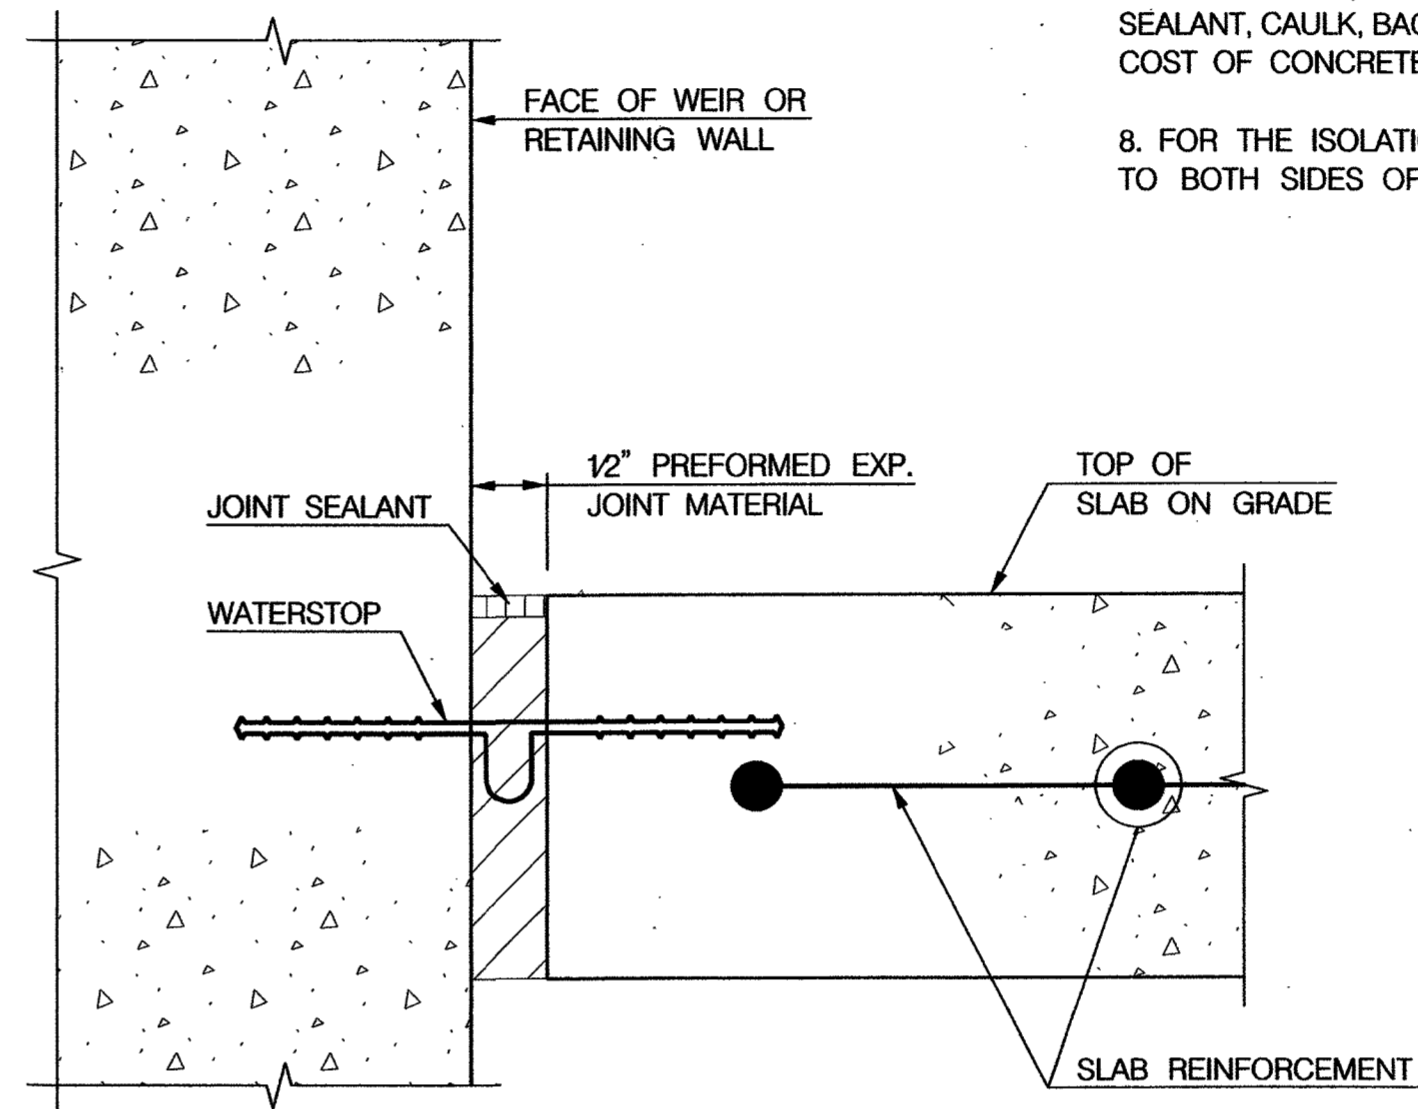 SEALANT, CAULK, BAC
COST OF CONCRETE
8. FOR THE ISOLATI
TO BOTH SIDES OF
FACE OF WEIR OR
RETAINING WALL
1/2" PREFORMED EXP.
JOINT MATERIAL
TOP OF
SLAB ON GRADE
JOINT SEALANT
WATERSTOP
SLAB REINFORCEMENT